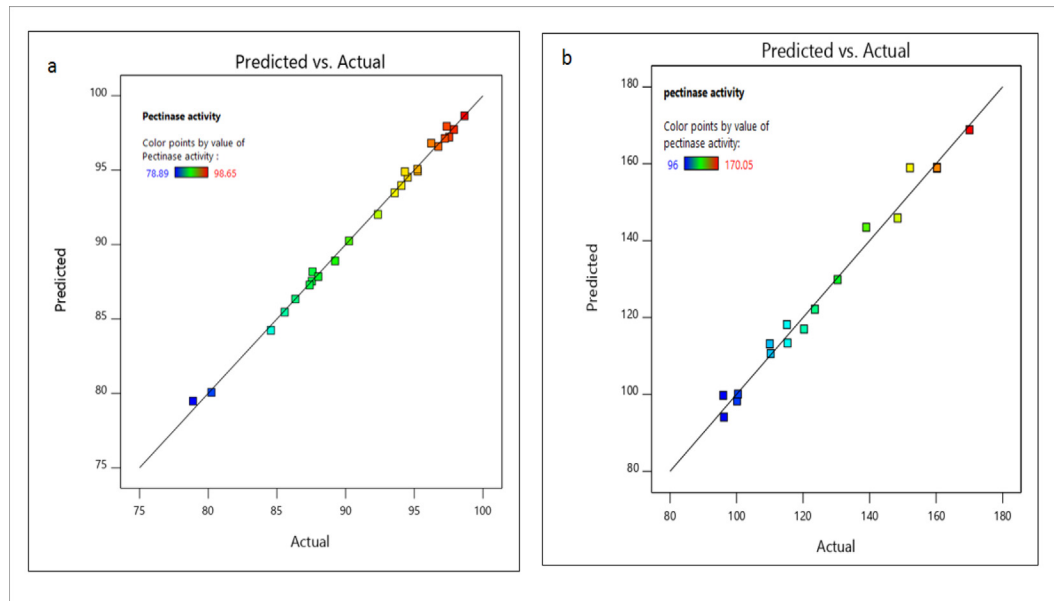 a
Predicted vs. Actual
Pectinase activity
Color points by value of
Pectinase activity :
78.89 98.65
Predicted
100
95
90
85
80
75
75 80 85 90 95 100
Actual
b
Predicted vs. Actual
pectinase activity
Color points by value of
pectinase activity:
96 170.05
Predicted
180
160
140
120
100
80
80 100 120 140 160 180
Actual